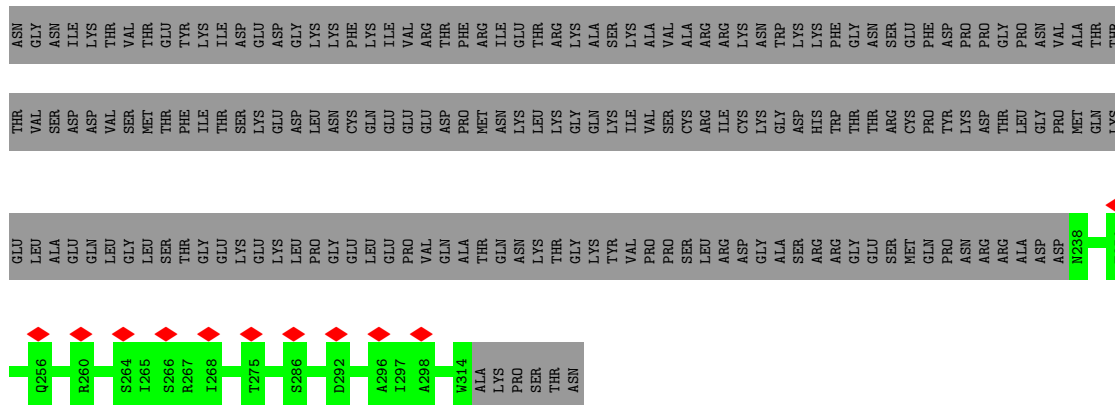 ASN GLY ASN ILE LYS THR VAL THR GLU TYR LYS ILE ASP GLU ASP GLY LYS LYS PHE LYS ILE VAL ARG THR PHE ARG ILE GLU THR ARG LYS ALA SER LYS ALA VAL ALA ARG ARG LYS ASN TRP LYS LYS PHE GLY ASN SER GLU PHE ASP PRO PRO GLY PRO ASN VAL ALA THR THR
THR VAL SER ASP ASP VAL SER MET THR PHE ILE THR SER LYS GLU ASP LEU ASN CYS GLN GLU GLU GLU ASP PRO MET ASN LYS LEU LYS GLY GLN LYS ILE VAL SER CYS ARG ILE CYS LYS GLY ASP HIS TRP THR THR ARG CYS PRO TYR LYS ASP THR LEU GLY PRO MET GLN LYS
GLU LEU ALA GLU GLN LEU GLY LEU SER THR GLY GLU LYS GLU LYS LEU PRO GLY GLU LEU GLU PRO VAL GLN ALA THR GLN ASN LYS THR GLY LYS TYR VAL PRO PRO SER LEU ARG ASP GLY ALA SER ARG ARG GLY GLU SER MET GLN PRO ASN ARG ARG ALA ASP ASP N238
Q256 R260 S264 I265 S266 R267 I268 T275 S286 D292 A296 I297 A298 W314 ALA LYS PRO SER THR ASN